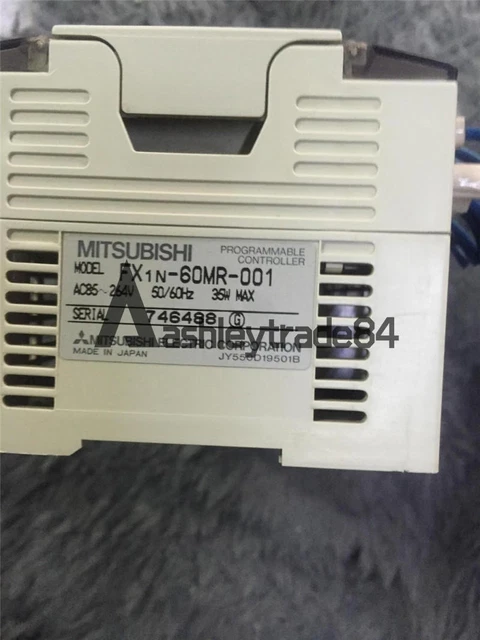 MITSUBISHI PROGRAMMABLE CONTROLLER
MODEL FX1N-60MR-001
AC85~264V 50/60Hz 35W MAX
SERIAL 746488 G
ashleytrade84
MITSUBISHI ELECTRIC CORPORATION
MADE IN JAPAN JY550D19501B